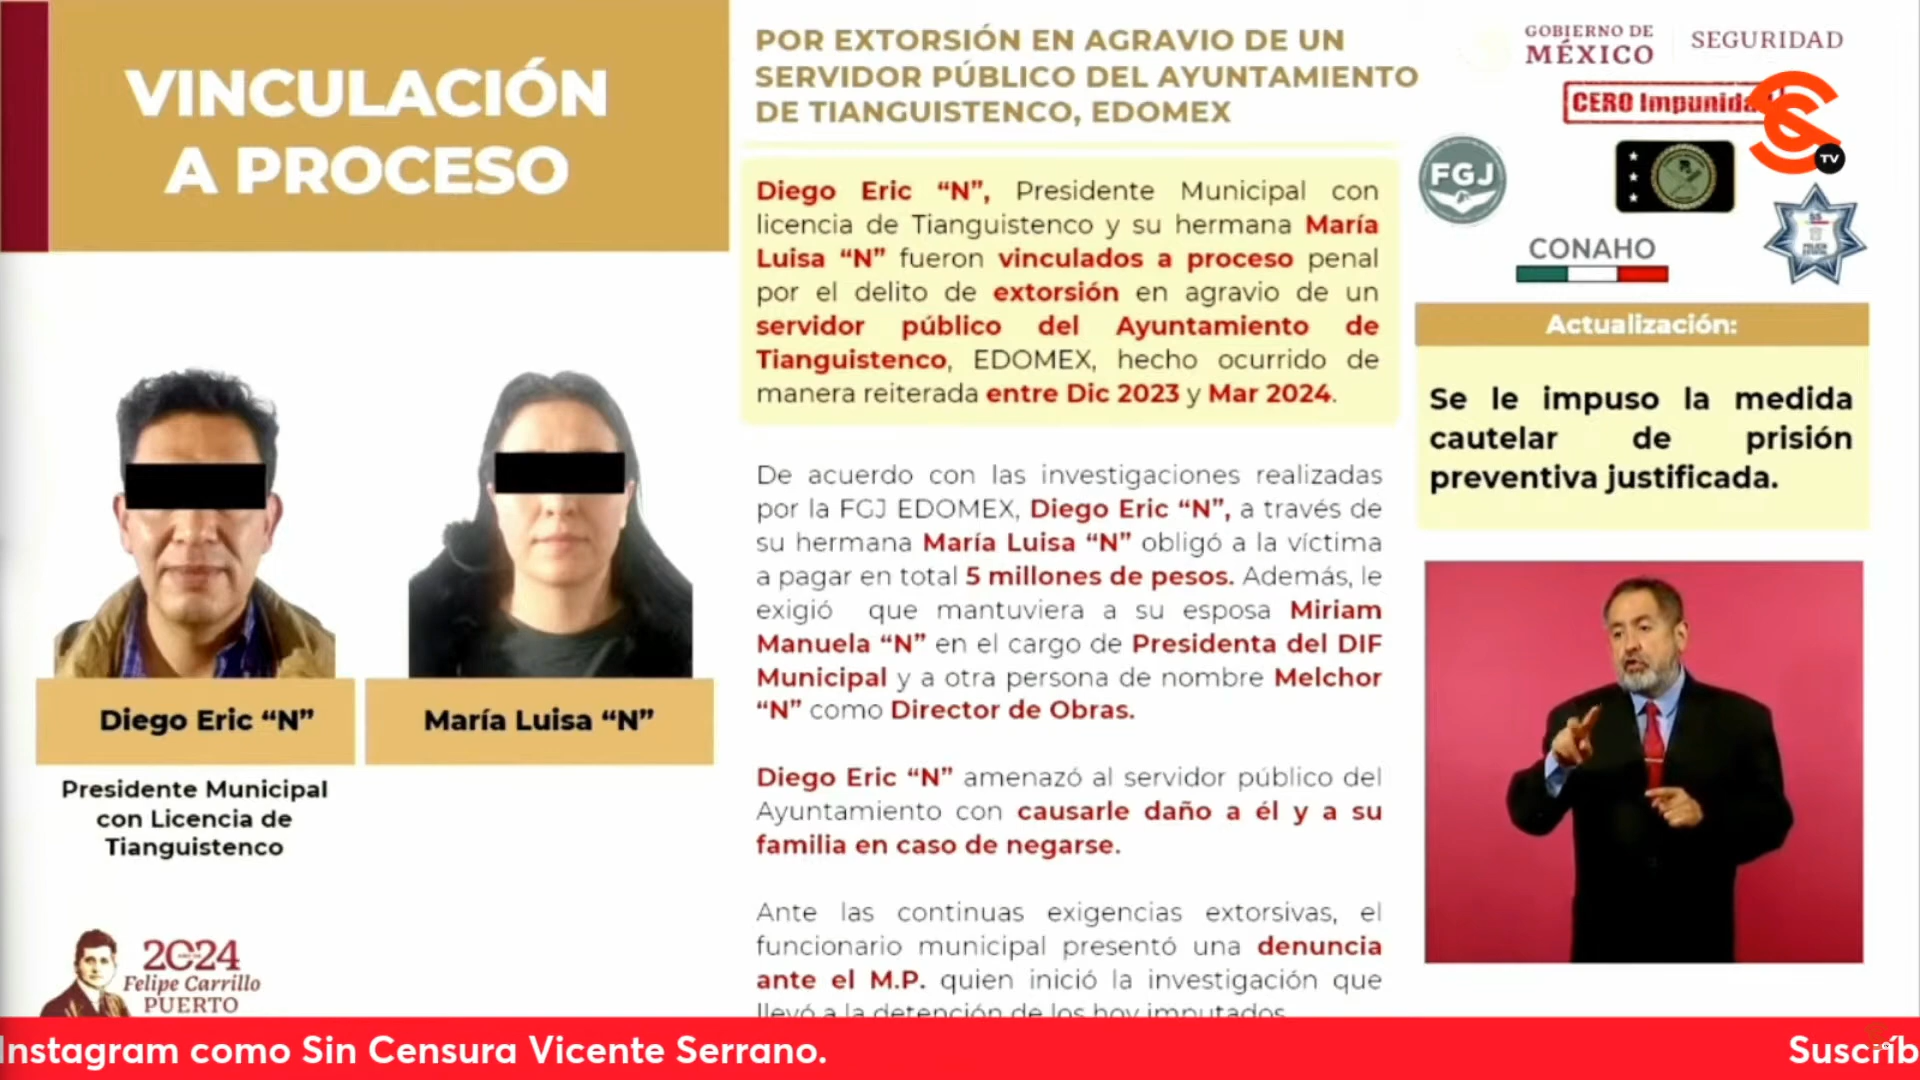 VINCULACIÓN
A PROCESO
Diego Eric “N”
María Luisa “N”
Presidente Municipal
con Licencia de
Tianguistenco
2024
Felipe Carrillo
PUERTO
POR EXTORSIÓN EN AGRAVIO DE UN
SERVIDOR PÚBLICO DEL AYUNTAMIENTO
DE TIANGUISTENCO, EDOMEX
Diego Eric “N”, Presidente Municipal con
licencia de Tianguistenco y su hermana María
Luisa “N” fueron vinculados a proceso penal
por el delito de extorsión en agravio de un
servidor público del Ayuntamiento de
Tianguistenco, EDOMEX, hecho ocurrido de
manera reiterada entre Dic 2023 y Mar 2024.
De acuerdo con las investigaciones realizadas
por la FGJ EDOMEX, Diego Eric “N”, a través de
su hermana María Luisa “N” obligó a la víctima
a pagar en total 5 millones de pesos. Además, le
exigió que mantuviera a su esposa Miriam
Manuela “N” en el cargo de Presidenta del DIF
Municipal y a otra persona de nombre Melchor
“N” como Director de Obras.
Diego Eric “N” amenazó al servidor público del
Ayuntamiento con causarle daño a él y a su
familia en caso de negarse.
Ante las continuas exigencias extorsivas, el
funcionario municipal presentó una denuncia
ante el M.P. quien inició la investigación que
llevó a la detención de los hoy imputados
GOBIERNO DE
MÉXICO
SEGURIDAD
CERO Impunida
TV
FGJ
CONAHO
Actualización:
Se le impuso la medida
cautelar de prisión
preventiva justificada.
Instagram como Sin Censura Vicente Serrano.
Suscríb